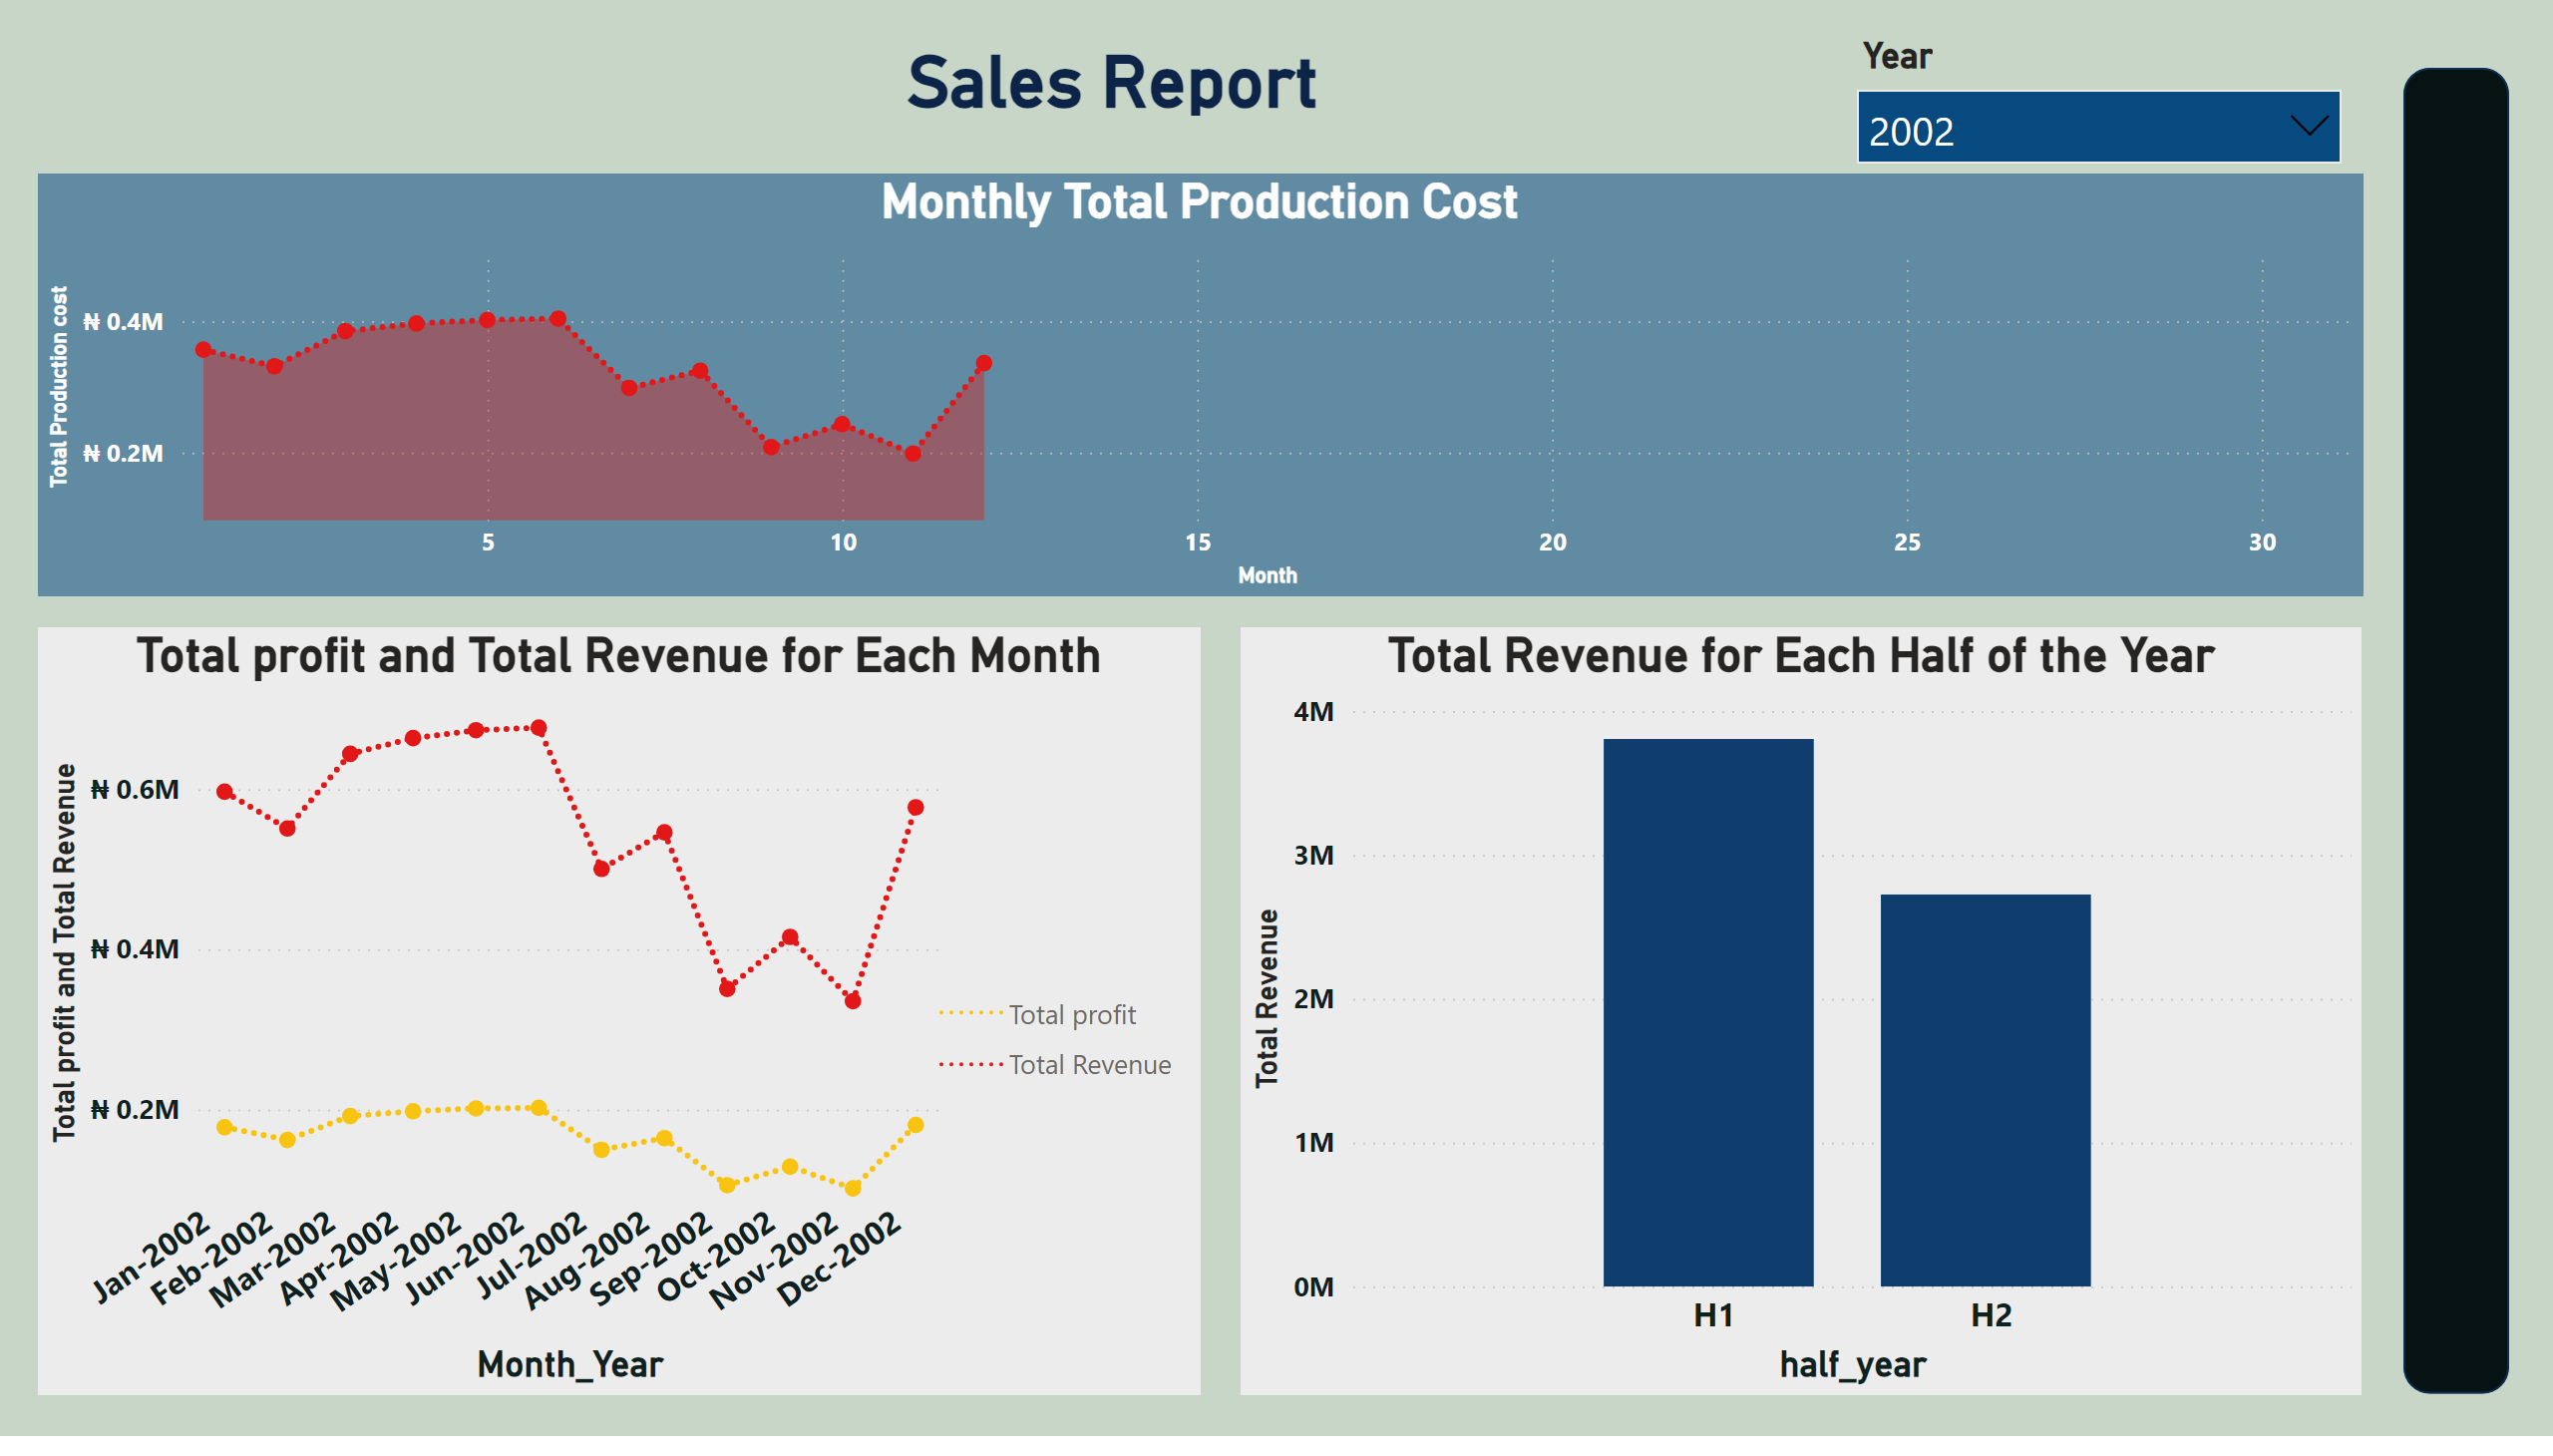 Sales Report
Year
2002
Monthly Total Production Cost
Total Production cost
₦ 0.4M
₦ 0.2M
5
10
15
20
25
30
Month
Total profit and Total Revenue for Each Month
Total profit and Total Revenue
₦ 0.6M
₦ 0.4M
₦ 0.2M
Total profit
Total Revenue
Jan-2002
Feb-2002
Mar-2002
Apr-2002
May-2002
Jun-2002
Jul-2002
Aug-2002
Sep-2002
Oct-2002
Nov-2002
Dec-2002
Month_Year
Total Revenue for Each Half of the Year
Total Revenue
4M
3M
2M
1M
0M
H1
H2
half_year